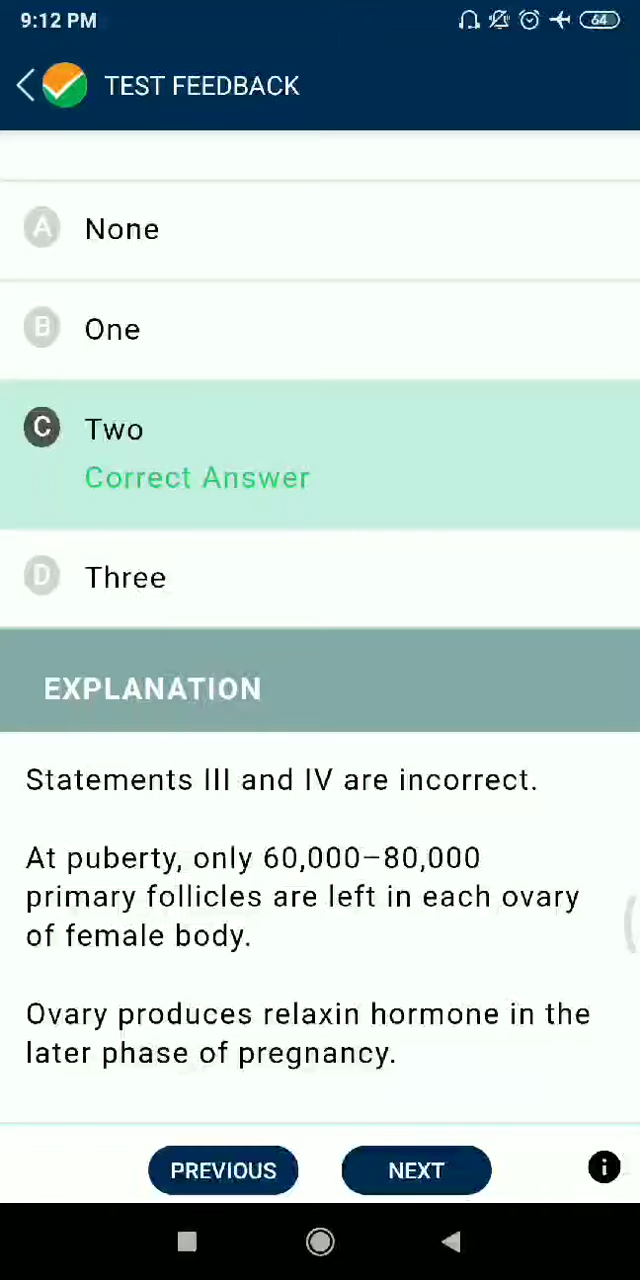 9:12 PM
64
TEST FEEDBACK
A None
B One
C Two
Correct Answer
D Three
EXPLANATION
Statements III and IV are incorrect.
At puberty, only 60,000–80,000
primary follicles are left in each ovary
of female body.
Ovary produces relaxin hormone in the
later phase of pregnancy.
PREVIOUS NEXT i